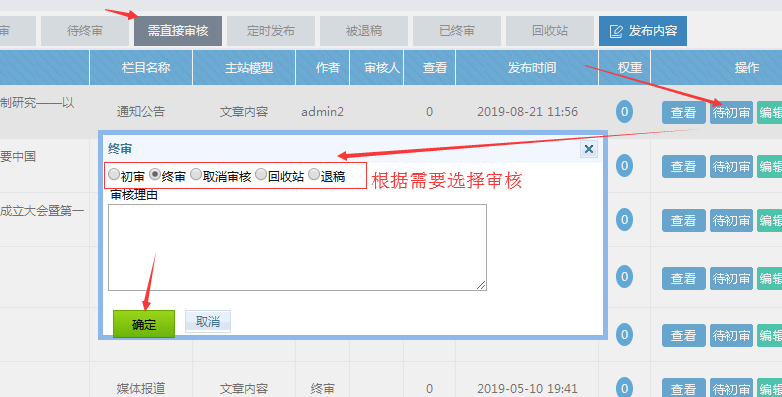 审 待终审 需直接审核 定时发布 被退稿 已终审 回收站 发布内容
栏目名称 主站模型 作者 审核人 查看 发布时间 权重 操作
制研究——以
通知公告 文章内容 admin2 0 2019-08-21 11:56 0 查看 待初审 编辑
终审
要中国
0 查看 待初审 编辑
初审 终审 取消审核 回收站 退稿
根据需要选择审核
审核理由
成立大会暨第一
0 查看 待初审 编辑
0 查看 待初审 编辑
确定 取消
0 查看 待初审 编辑
媒体报道 文章内容 终审 0 2019-05-10 19:41 0 查看 待初审 编辑